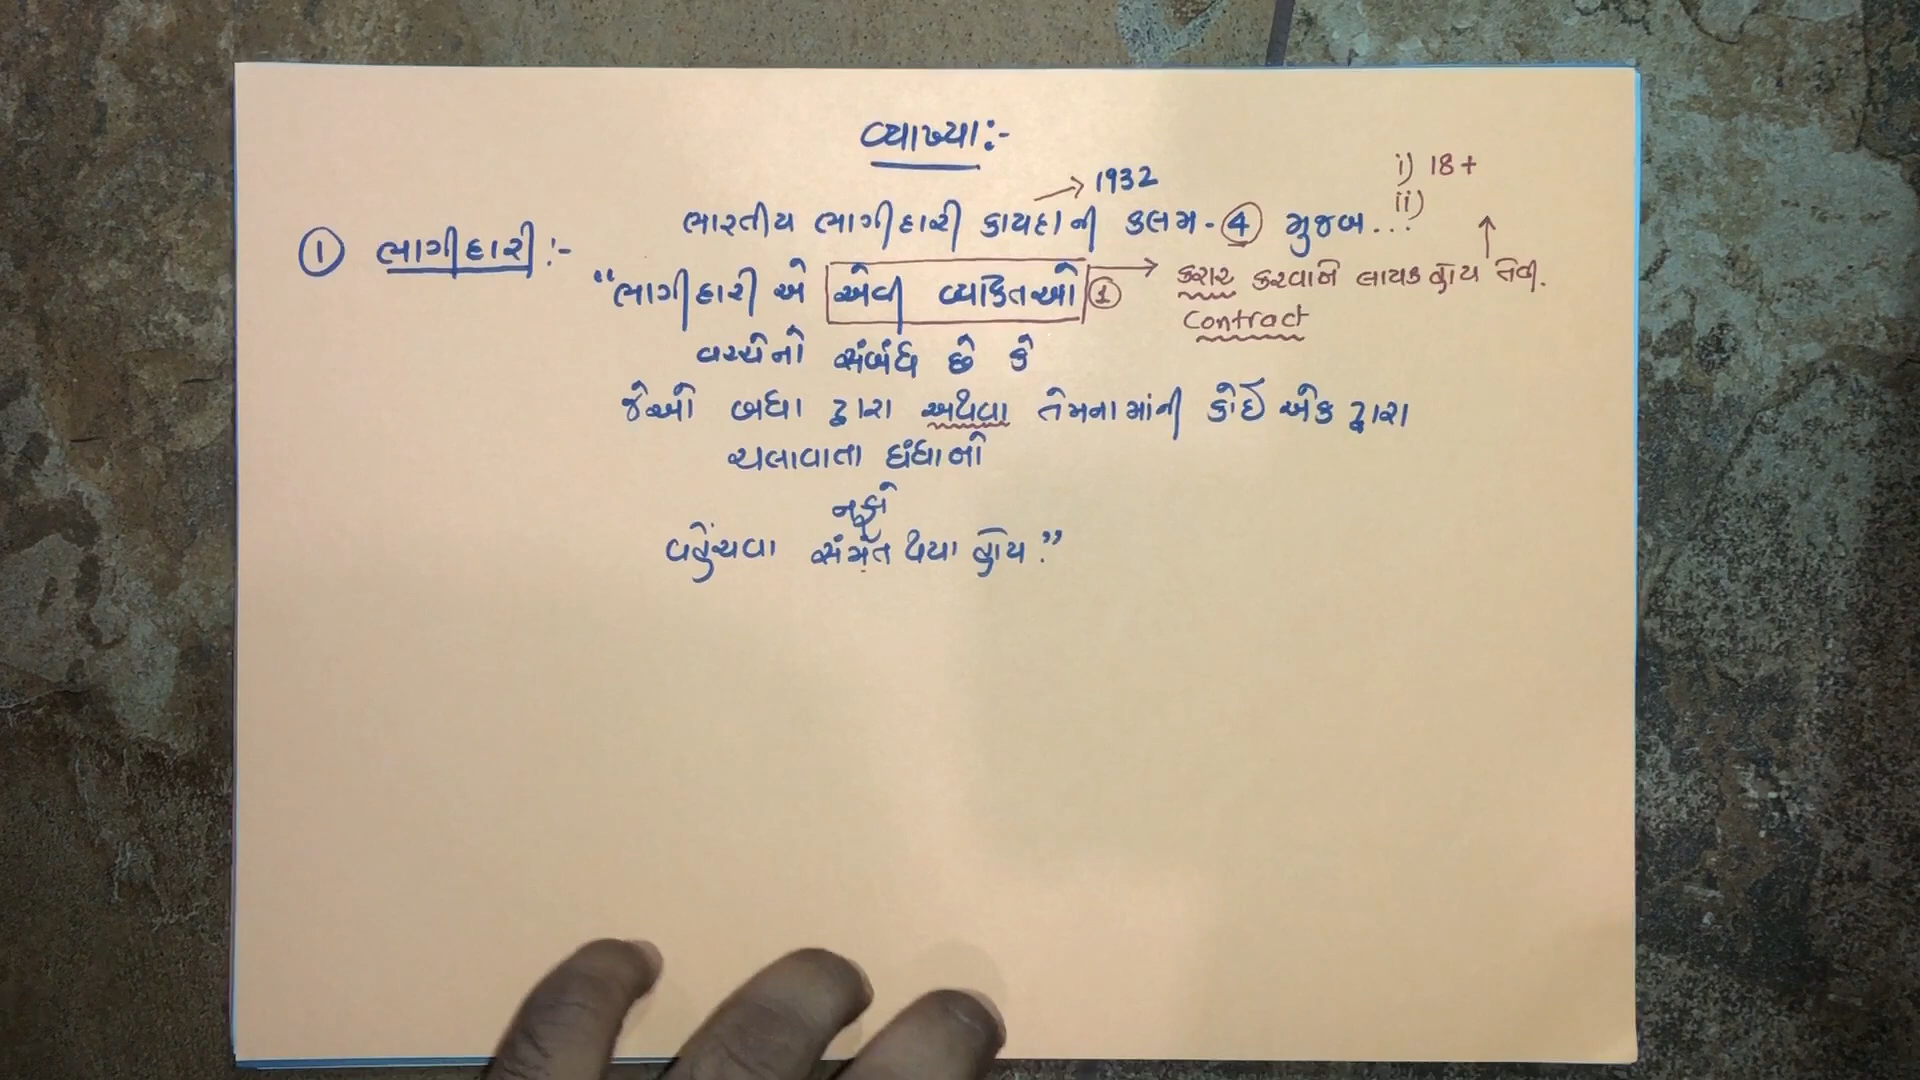 વ્યાખ્યા:-
→ 1932
i) 18+
ii)
ભારતીય ભાગીદારી કાયદાની કલમ-④ મુજબ...
① ભાગીદારી:-
"ભાગીદારી એ એવી વ્યક્તિઓ ① → કરાર કરવાને લાયક હોય તેવી.
Contract
વચ્ચેનો સંબંધ છે કે
જેઓ બધા દ્વારા અથવા તેમનામાંની કોઈ એક દ્વારા
ચલાવાતા ધંધાનો
નફો
વહેંચવા સંમત થયા હોય."